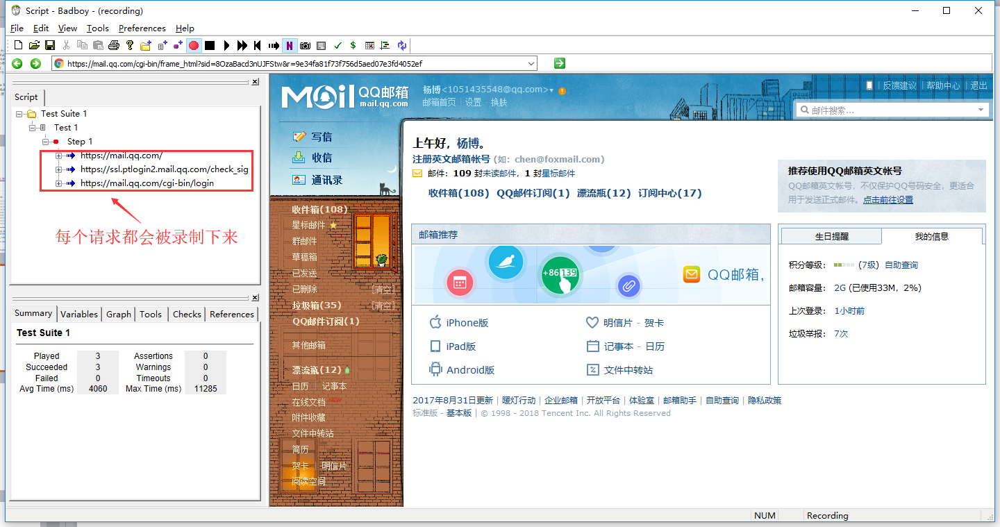 Script - Badboy - (recording)
File Edit View Tools Preferences Help
https://mail.qq.com/cgi-bin/frame_html?sid=8OzaBacd3nUJFStw&r=9e34fa81f73f756d5aed07e3fd4052ef
Script
Test Suite 1
Test 1
Step 1
https://mail.qq.com/
https://ssl.ptlogin2.mail.qq.com/check_sig
https://mail.qq.com/cgi-bin/login
每个请求都会被录制下来
Summary Variables Graph Tools Checks References
Test Suite 1
Played 3 Assertions 0
Succeeded 3 Warnings 0
Failed 0 Timeouts 0
Avg Time (ms) 4060 Max Time (ms) 11285
Mail QQ邮箱
mail.qq.com
杨博<1051435548@qq.com>
邮箱首页 | 设置 - 换肤
| 反馈建议 | 帮助中心 | 退出
邮件搜索...
写信
收信
通讯录
收件箱(108)
星标邮件
群邮件
草稿箱
已发送
已删除 [清空]
垃圾箱(35) [清空]
QQ邮件订阅(1)
其他邮箱
漂流瓶(12)
日历 | 记事本
在线文档 NEW
附件收藏
文件中转站
简历
贺卡 | 明信片
阅读空间
上午好，杨博。
注册英文邮箱帐号 (如: chen@foxmail.com)
邮件: 109 封未读邮件, 1 封星标邮件
收件箱(108) QQ邮件订阅(1) 漂流瓶(12) 订阅中心(17)
推荐使用QQ邮箱英文帐号
QQ邮箱英文帐号，不仅保护QQ号码安全，更适合
用于发送正式邮件。点击前往设置
邮箱推荐
+86 139
QQ邮箱,
iPhone版 明信片 - 贺卡
iPad版 记事本 - 日历
Android版 文件中转站
生日提醒 我的信息
积分等级: (7级) 自助查询
邮箱容量: 2G (已使用33M，2%)
上次登录: 1小时前
垃圾举报: 7次
2017年8月31日更新 | 暖灯行动 | 企业邮箱 | 开放平台 | 体验室 | 邮箱助手 | 自助查询 | 隐私政策
标准版 - 基本版 | © 1998 - 2018 Tencent Inc. All Rights Reserved
NUM Recording